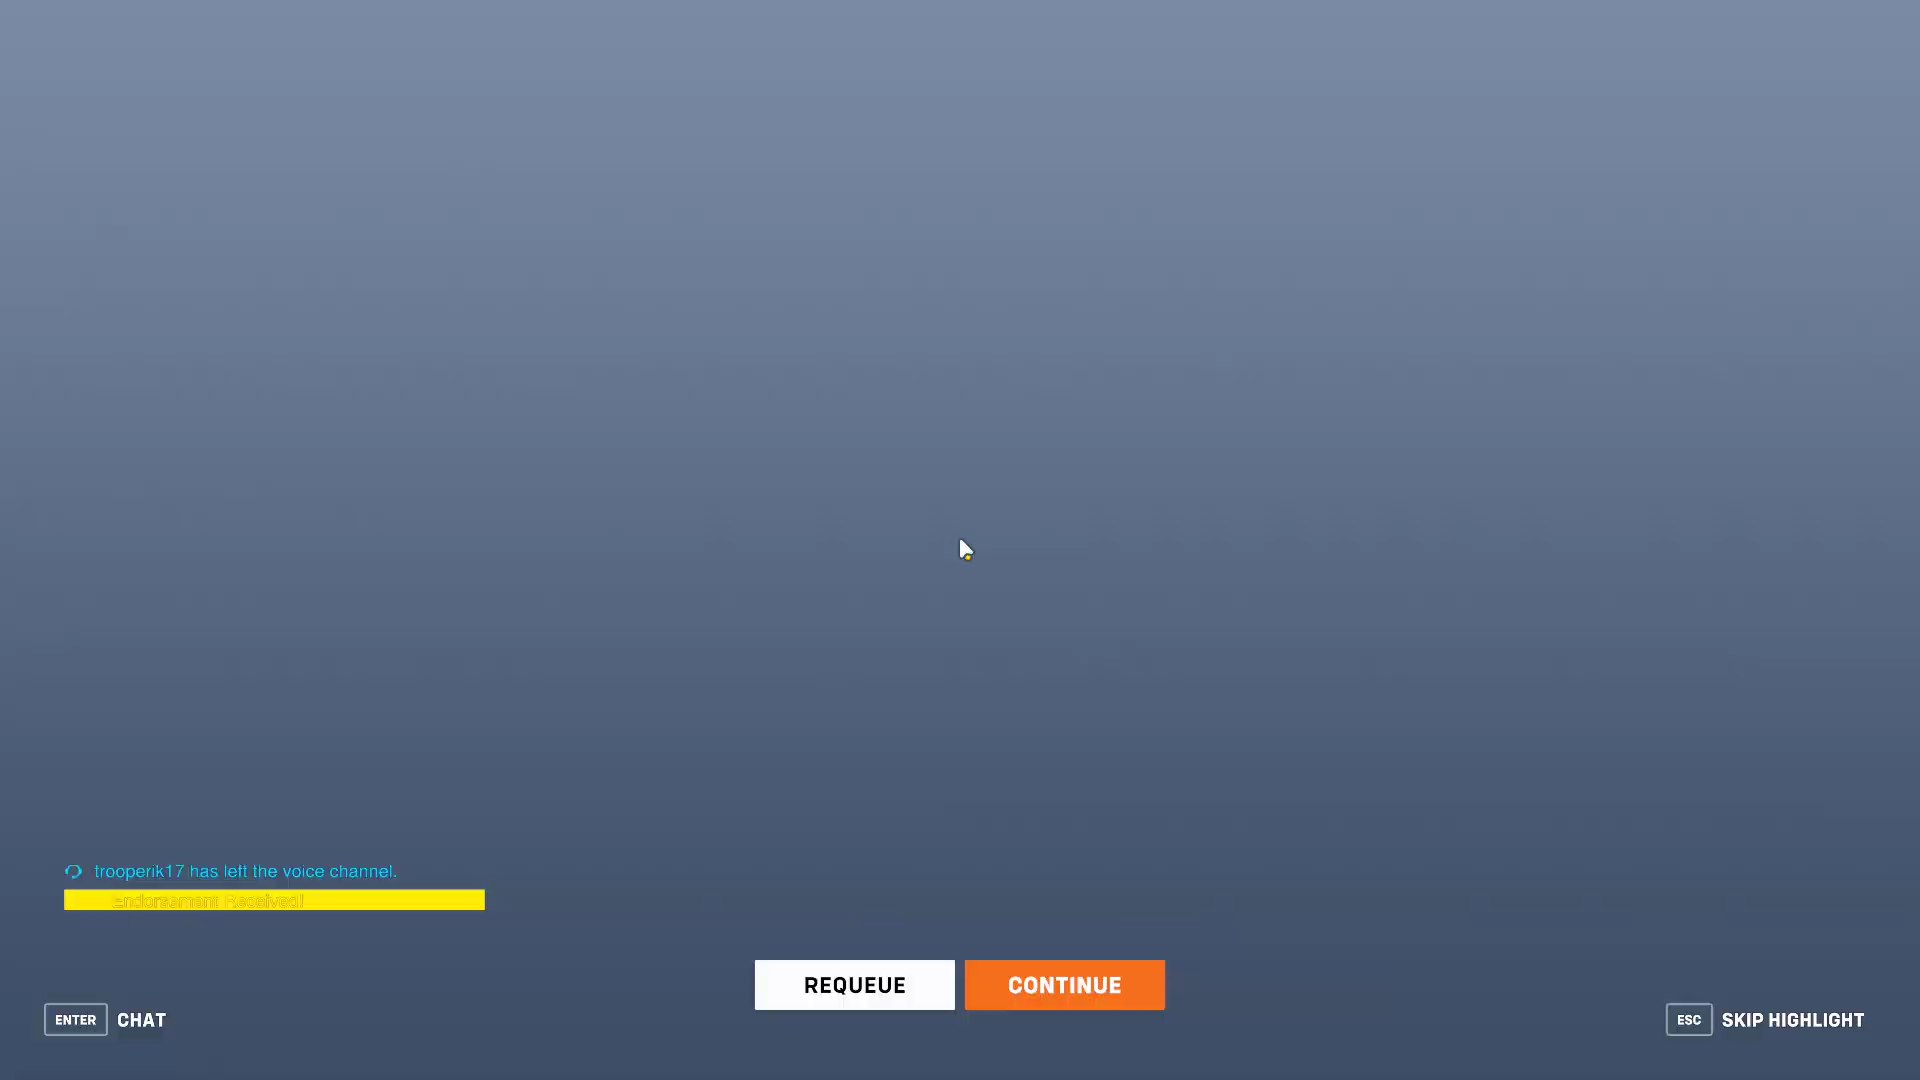 trooperik17 has left the voice channel.
Endorsement Received!
REQUEUE
CONTINUE
ENTER CHAT
ESC SKIP HIGHLIGHT